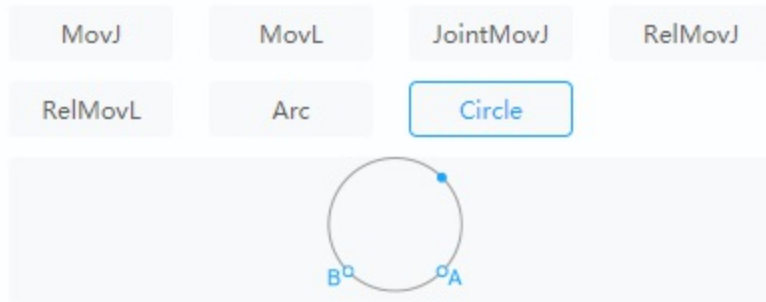 MovJ MovL JointMovJ RelMovJ
RelMovL Arc Circle
B A